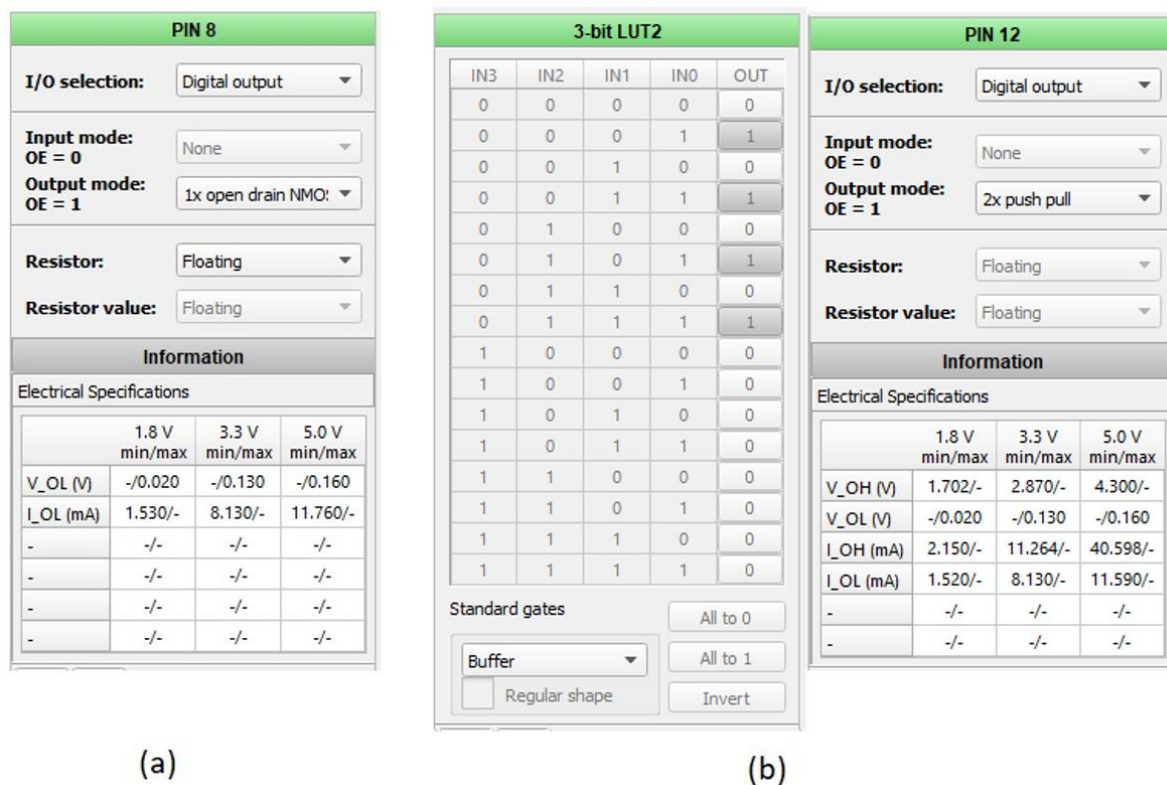 PIN 8
I/O selection: Digital output
Input mode:
OE = 0
None
Output mode:
OE = 1
1x open drain NMO:
Resistor: Floating
Resistor value: Floating
Information
Electrical Specifications
1.8 V
min/max
3.3 V
min/max
5.0 V
min/max
V_OL (V) -/0.020 -/0.130 -/0.160
I_OL (mA) 1.530/- 8.130/- 11.760/-
- -/- -/- -/-
- -/- -/- -/-
- -/- -/- -/-
- -/- -/- -/-
(a)
3-bit LUT2
IN3 IN2 IN1 IN0 OUT
0 0 0 0 0
0 0 0 1 1
0 0 1 0 0
0 0 1 1 1
0 1 0 0 0
0 1 0 1 1
0 1 1 0 0
0 1 1 1 1
1 0 0 0 0
1 0 0 1 0
1 0 1 0 0
1 0 1 1 0
1 1 0 0 0
1 1 0 1 0
1 1 1 0 0
1 1 1 1 0
Standard gates
All to 0
Buffer
All to 1
Regular shape
Invert
PIN 12
I/O selection: Digital output
Input mode:
OE = 0
None
Output mode:
OE = 1
2x push pull
Resistor: Floating
Resistor value: Floating
Information
Electrical Specifications
1.8 V
min/max
3.3 V
min/max
5.0 V
min/max
V_OH (V) 1.702/- 2.870/- 4.300/-
V_OL (V) -/0.020 -/0.130 -/0.160
I_OH (mA) 2.150/- 11.264/- 40.598/-
I_OL (mA) 1.520/- 8.130/- 11.590/-
- -/- -/- -/-
- -/- -/- -/-
(b)